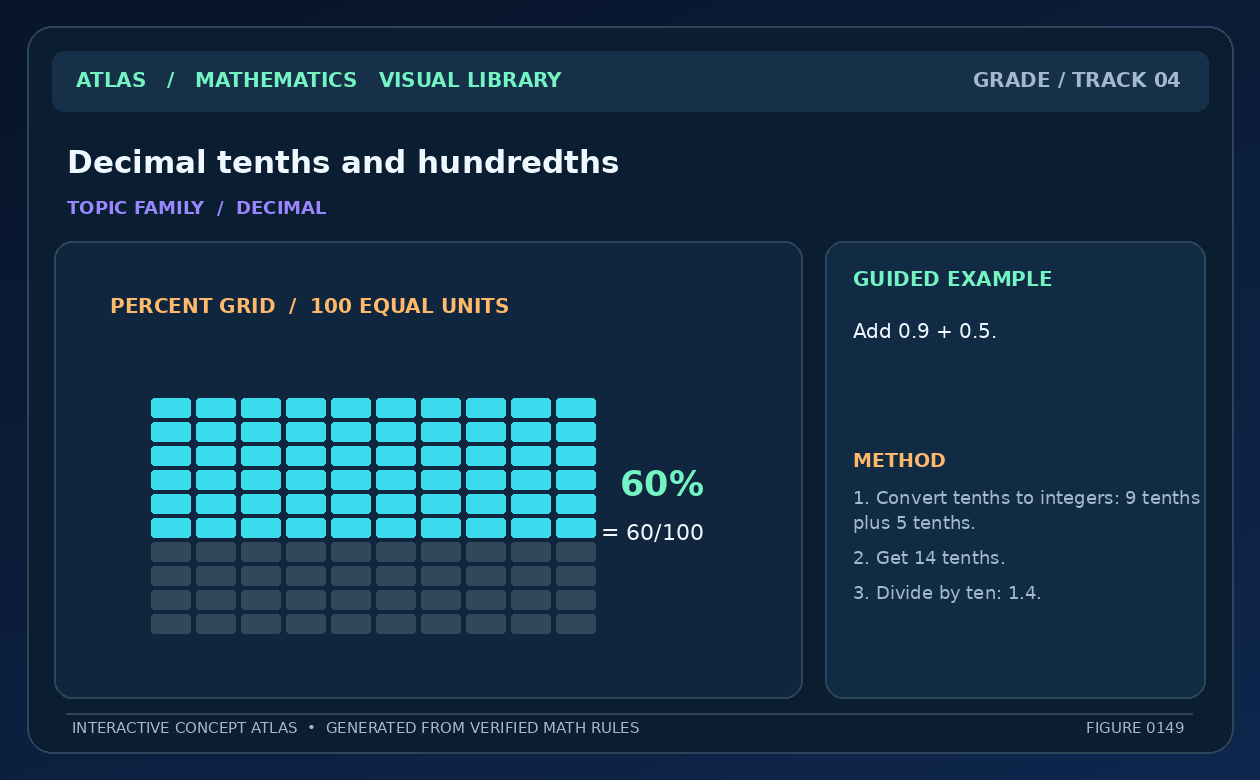 ATLAS / MATHEMATICS VISUAL LIBRARY
GRADE / TRACK 04
Decimal tenths and hundredths
TOPIC FAMILY / DECIMAL
PERCENT GRID / 100 EQUAL UNITS
60%
= 60/100
GUIDED EXAMPLE
Add 0.9 + 0.5.
METHOD
1. Convert tenths to integers: 9 tenths
plus 5 tenths.
2. Get 14 tenths.
3. Divide by ten: 1.4.
INTERACTIVE CONCEPT ATLAS • GENERATED FROM VERIFIED MATH RULES
FIGURE 0149